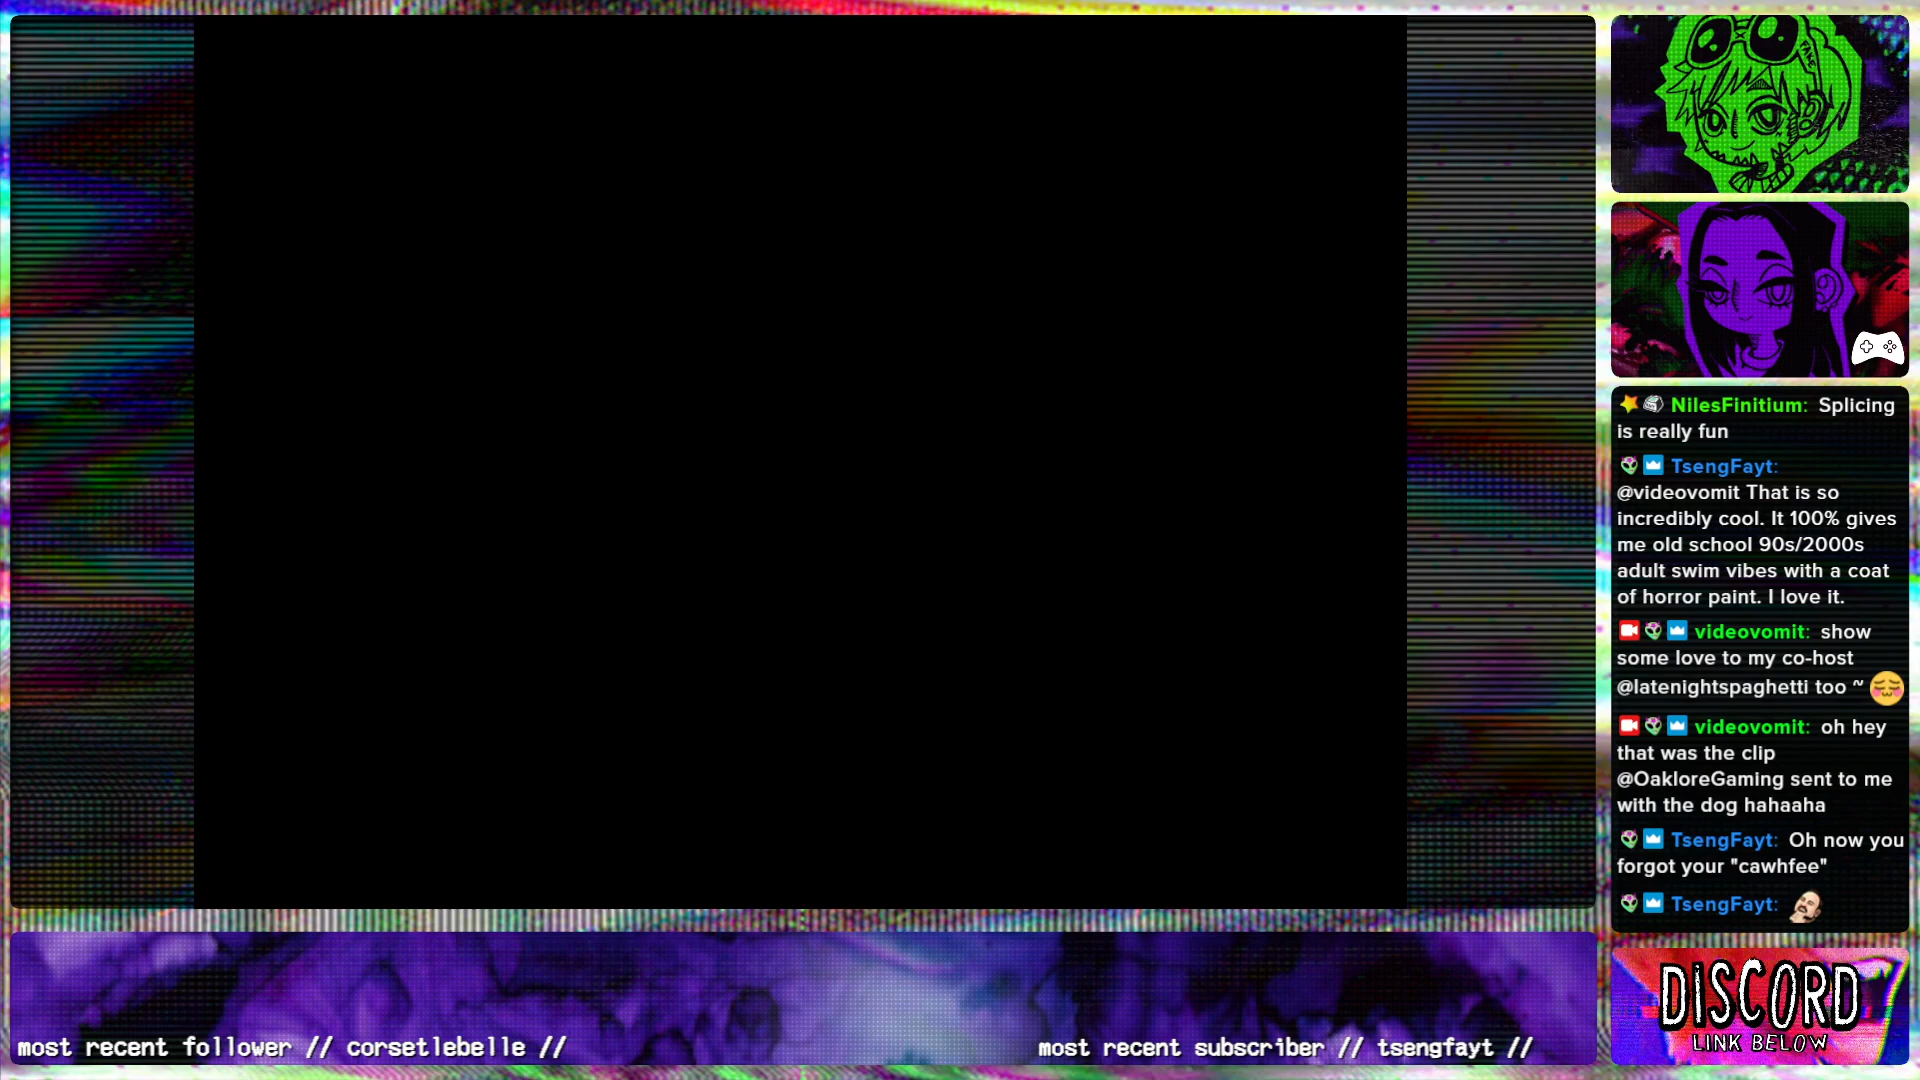 NilesFinitium: Splicing
is really fun
TsengFayt:
@videovomit That is so
incredibly cool. It 100% gives
me old school 90s/2000s
adult swim vibes with a coat
of horror paint. I love it.
videovomit: show
some love to my co-host
@latenightspaghetti too ~
videovomit: oh hey
that was the clip
@OakloreGaming sent to me
with the dog hahaaha
TsengFayt: Oh now you
forgot your "cawhfee"
TsengFayt:
DISCORD
LINK BELOW
most recent follower // corsetlebelle //
most recent subscriber // tsengfayt //